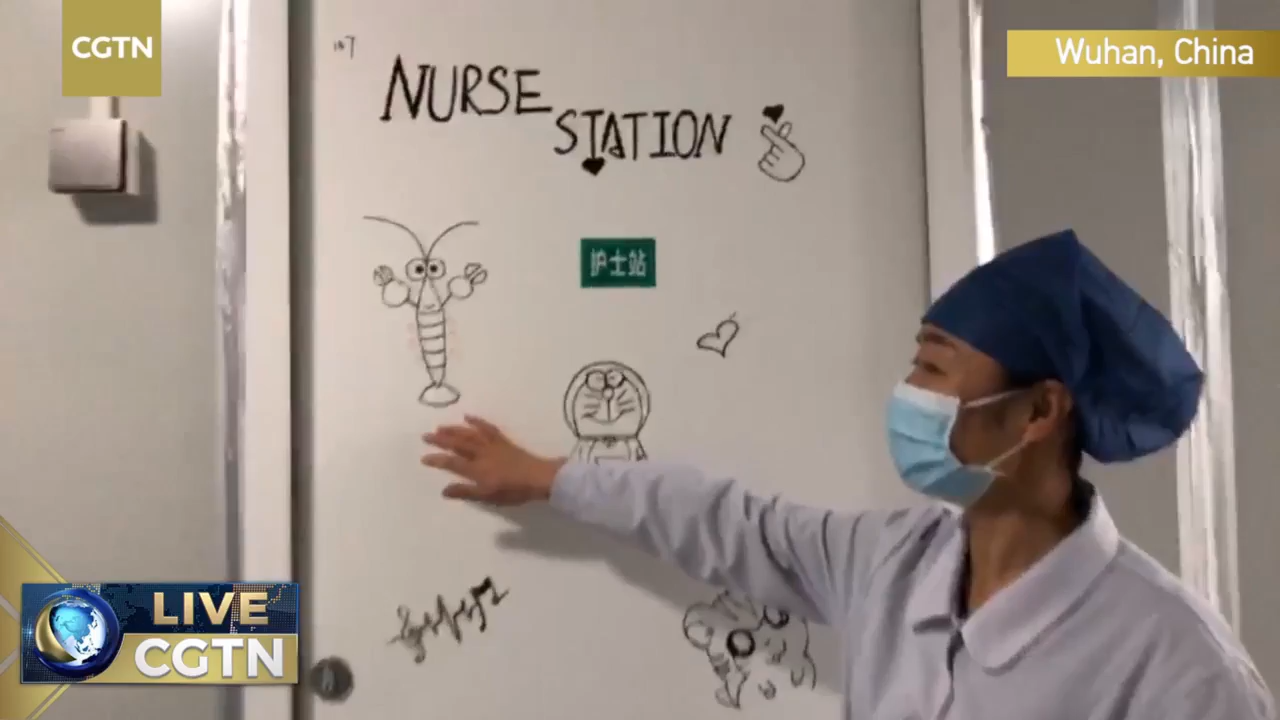 CGTN
Wuhan, China
NURSE
STATION
护士站
LIVE
CGTN